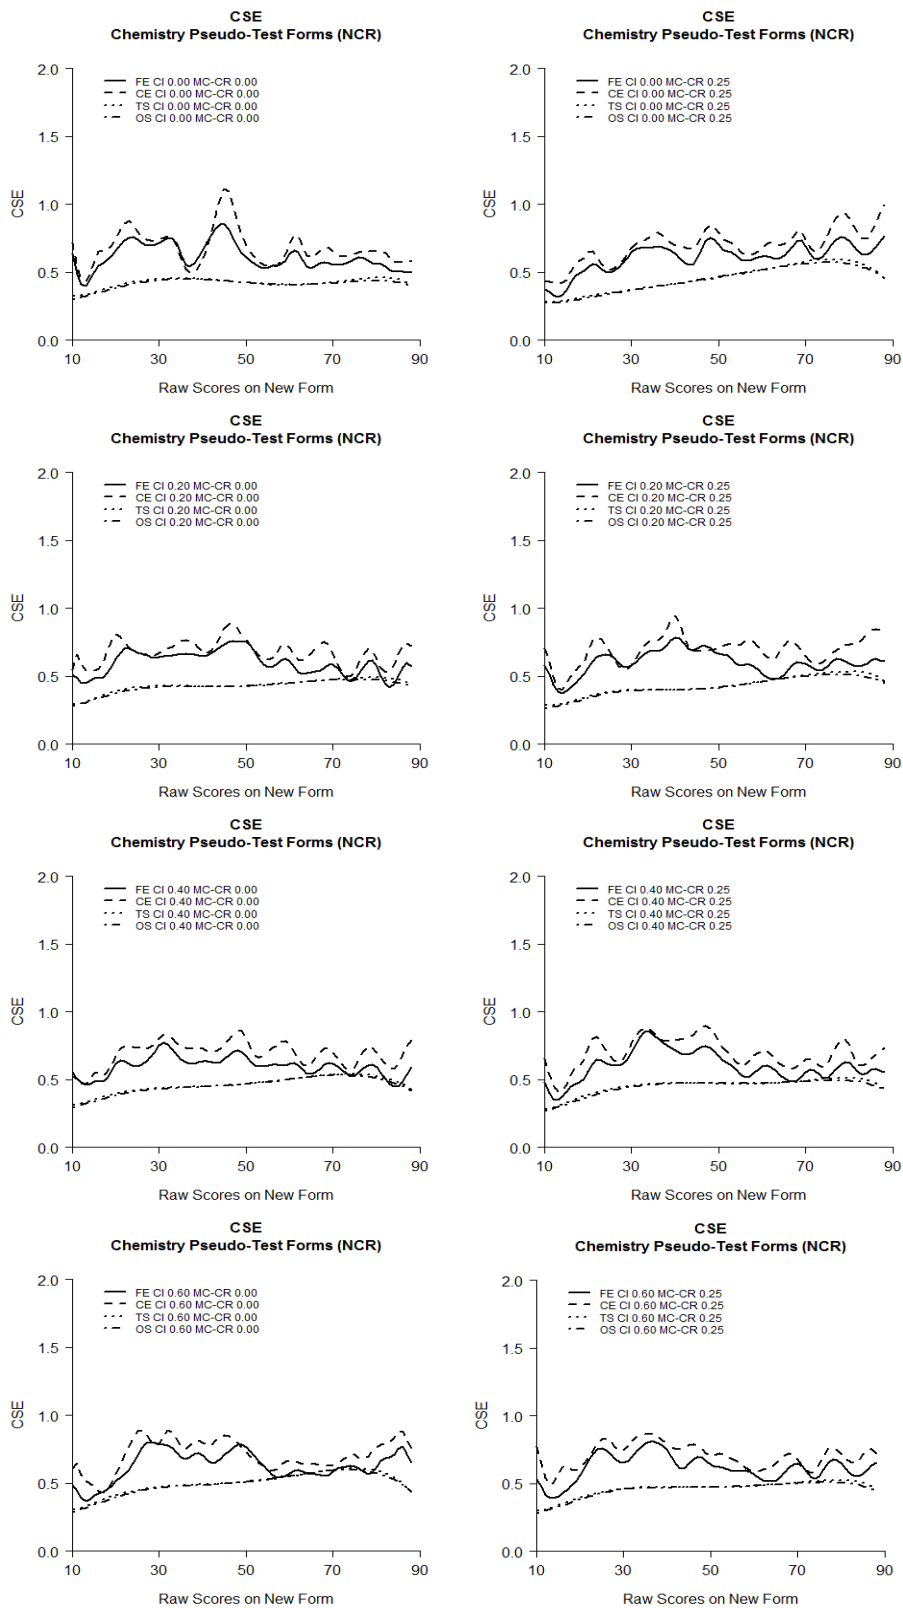 CSE
Chemistry Pseudo-Test Forms (NCR)
2.0
1.5
1.0
0.5
0.0
CSE
FE CI 0.00 MC-CR 0.00
CE CI 0.00 MC-CR 0.00
TS CI 0.00 MC-CR 0.00
OS CI 0.00 MC-CR 0.00
10 30 50 70 90
Raw Scores on New Form
CSE
Chemistry Pseudo-Test Forms (NCR)
2.0
1.5
1.0
0.5
0.0
CSE
FE CI 0.00 MC-CR 0.25
CE CI 0.00 MC-CR 0.25
TS CI 0.00 MC-CR 0.25
OS CI 0.00 MC-CR 0.25
10 30 50 70 90
Raw Scores on New Form
CSE
Chemistry Pseudo-Test Forms (NCR)
2.0
1.5
1.0
0.5
0.0
CSE
FE CI 0.20 MC-CR 0.00
CE CI 0.20 MC-CR 0.00
TS CI 0.20 MC-CR 0.00
OS CI 0.20 MC-CR 0.00
10 30 50 70 90
Raw Scores on New Form
CSE
Chemistry Pseudo-Test Forms (NCR)
2.0
1.5
1.0
0.5
0.0
CSE
FE CI 0.20 MC-CR 0.25
CE CI 0.20 MC-CR 0.25
TS CI 0.20 MC-CR 0.25
OS CI 0.20 MC-CR 0.25
10 30 50 70 90
Raw Scores on New Form
CSE
Chemistry Pseudo-Test Forms (NCR)
2.0
1.5
1.0
0.5
0.0
CSE
FE CI 0.40 MC-CR 0.00
CE CI 0.40 MC-CR 0.00
TS CI 0.40 MC-CR 0.00
OS CI 0.40 MC-CR 0.00
10 30 50 70 90
Raw Scores on New Form
CSE
Chemistry Pseudo-Test Forms (NCR)
2.0
1.5
1.0
0.5
0.0
CSE
FE CI 0.40 MC-CR 0.25
CE CI 0.40 MC-CR 0.25
TS CI 0.40 MC-CR 0.25
OS CI 0.40 MC-CR 0.25
10 30 50 70 90
Raw Scores on New Form
CSE
Chemistry Pseudo-Test Forms (NCR)
2.0
1.5
1.0
0.5
0.0
CSE
FE CI 0.60 MC-CR 0.00
CE CI 0.60 MC-CR 0.00
TS CI 0.60 MC-CR 0.00
OS CI 0.60 MC-CR 0.00
10 30 50 70 90
Raw Scores on New Form
CSE
Chemistry Pseudo-Test Forms (NCR)
2.0
1.5
1.0
0.5
0.0
CSE
FE CI 0.60 MC-CR 0.25
CE CI 0.60 MC-CR 0.25
TS CI 0.60 MC-CR 0.25
OS CI 0.60 MC-CR 0.25
10 30 50 70 90
Raw Scores on New Form